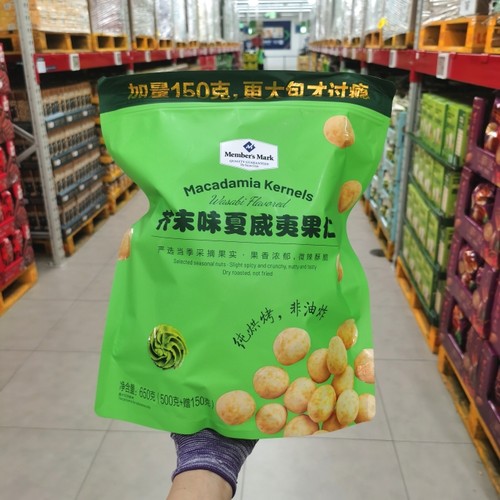 加量150克,更大包才过瘾
Member's Mark
Macadamia Kernels
Wasabi Flavored
芥末味夏威夷果仁
严选当季采摘果实 · 果香浓郁,微辣酥脆
Selected seasonal nuts · Slight spicy and crunchy, nutty and tasty
Dry roasted, not fried
纯烘烤,非油炸
净含量: 650克(500克+赠150克)